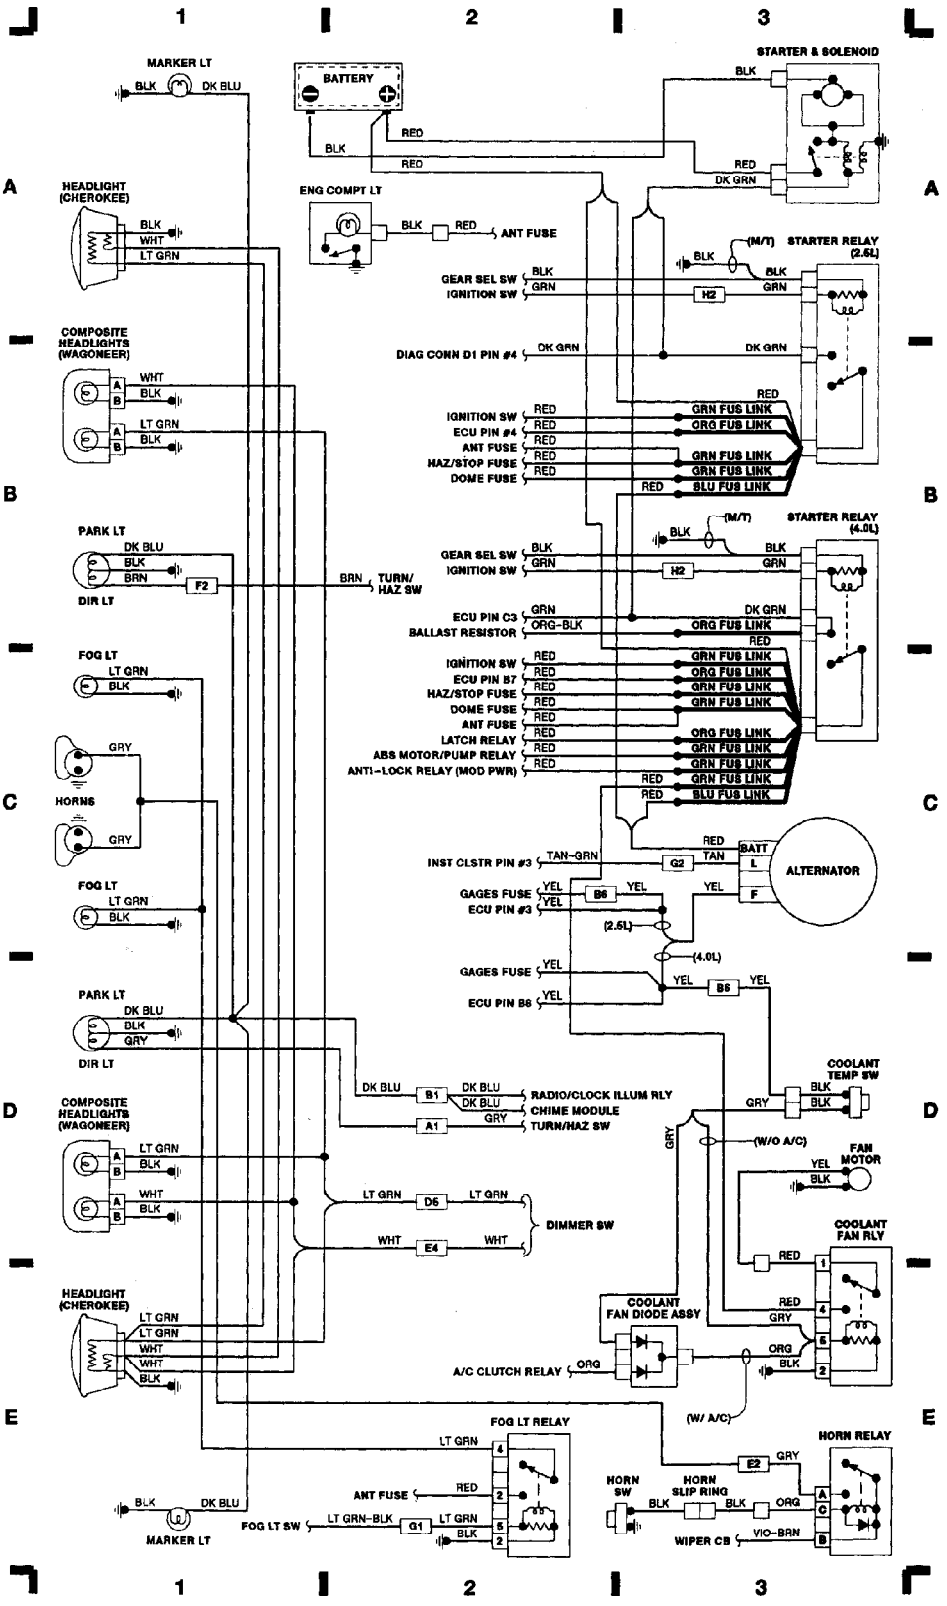 1 2 3
MARKER LT
BLK DK BLU
BATTERY
STARTER & SOLENOID
BLK
RED
BLK
RED
RED
DK GRN
A A
HEADLIGHT
(CHEROKEE)
BLK
WHT
LT GRN
ENG COMPT LT
BLK RED ANT FUSE
(M/T) STARTER RELAY
(2.5L)
BLK
GEAR SEL SW BLK BLK
IGNITION SW GRN H2 GRN
COMPOSITE
HEADLIGHTS
(WAGONEER)
DIAG CONN D1 PIN #4 DK GRN DK GRN
A WHT
B BLK
A LT GRN
B BLK
RED
IGNITION SW RED GRN FUS LINK
ECU PIN #4 RED ORG FUS LINK
ANT FUSE RED
HAZ/STOP FUSE RED GRN FUS LINK
DOME FUSE RED GRN FUS LINK
RED BLU FUS LINK
B B
PARK LT
DK BLU
BLK
BRN F2 BRN TURN/
HAZ SW
DIR LT
(M/T) STARTER RELAY
(4.0L)
BLK
GEAR SEL SW BLK BLK
IGNITION SW GRN H2 GRN
ECU PIN C3 GRN DK GRN
BALLAST RESISTOR ORG-BLK ORG FUS LINK
RED
FOG LT
LT GRN
BLK
IGNITION SW RED GRN FUS LINK
ECU PIN B7 RED ORG FUS LINK
HAZ/STOP FUSE RED GRN FUS LINK
DOME FUSE RED GRN FUS LINK
ANT FUSE RED
LATCH RELAY RED ORG FUS LINK
ABS MOTOR/PUMP RELAY RED GRN FUS LINK
ANTI-LOCK RELAY (MOD PWR) RED GRN FUS LINK
RED GRN FUS LINK
RED BLU FUS LINK
GRY
HORNS
GRY
C C
RED BATT
INST CLSTR PIN #3 TAN-GRN G2 TAN L
ALTERNATOR
GAGES FUSE YEL B6 YEL YEL F
ECU PIN #3 YEL
(2.5L)
(4.0L)
FOG LT
LT GRN
BLK
GAGES FUSE YEL
YEL B6 YEL
ECU PIN B6 YEL
PARK LT
DK BLU
BLK
GRY
DIR LT
COOLANT
TEMP SW
BLK
GRY BLK
DK BLU B1 DK BLU RADIO/CLOCK ILLUM RLY
DK BLU CHIME MODULE
A1 GRY TURN/HAZ SW
D D
COMPOSITE
HEADLIGHTS
(WAGONEER)
A LT GRN
B BLK
A WHT
B BLK
GRY
(W/O A/C)
FAN
MOTOR
YEL
BLK
LT GRN D6 LT GRN
DIMMER SW
WHT E4 WHT
COOLANT
FAN RLY
RED 1
RED 4
GRY
5
ORG
BLK 2
HEADLIGHT
(CHEROKEE)
LT GRN
LT GRN
WHT
WHT
BLK
COOLANT
FAN DIODE ASSY
A/C CLUTCH RELAY ORG
(W/ A/C)
E E
FOG LT RELAY
LT GRN 4
ANT FUSE RED 2
FOG LT SW LT GRN-BLK G1 LT GRN 5
BLK 2
HORN RELAY
E2 GRY
HORN
SW
HORN
SLIP RING
A
BLK BLK ORG C
WIPER CB VIO-BRN B
BLK DK BLU
MARKER LT
1 2 3